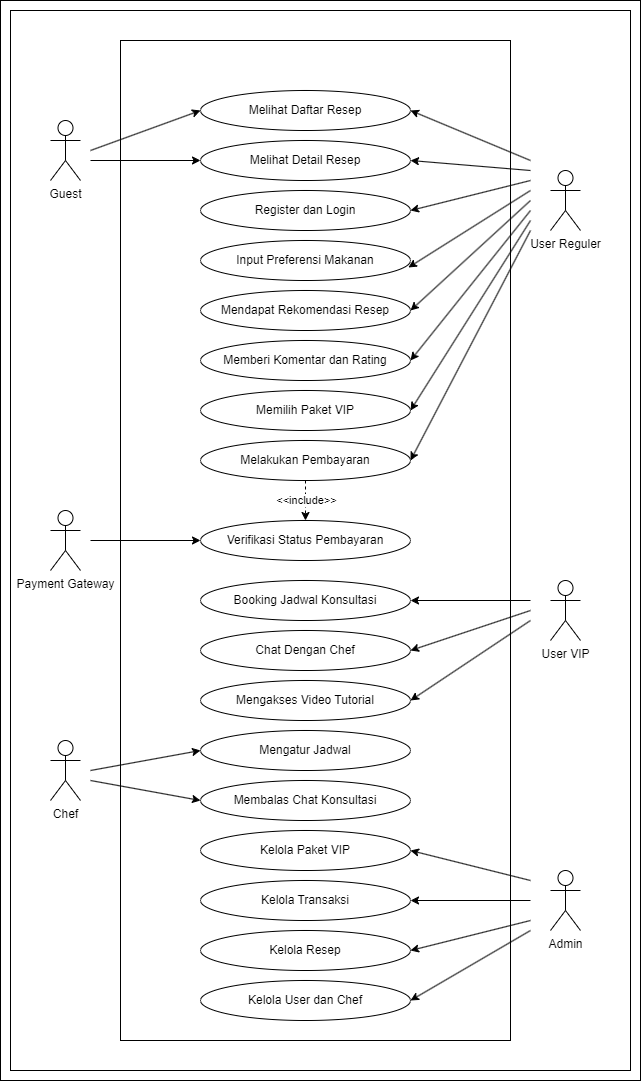 Melihat Daftar Resep
Melihat Detail Resep
Guest
Register dan Login
User Reguler
Input Preferensi Makanan
Mendapat Rekomendasi Resep
Memberi Komentar dan Rating
Memilih Paket VIP
Melakukan Pembayaran
<<include>>
Verifikasi Status Pembayaran
Payment Gateway
Booking Jadwal Konsultasi
Chat Dengan Chef
User VIP
Mengakses Video Tutorial
Mengatur Jadwal
Membalas Chat Konsultasi
Chef
Kelola Paket VIP
Kelola Transaksi
Kelola Resep
Admin
Kelola User dan Chef